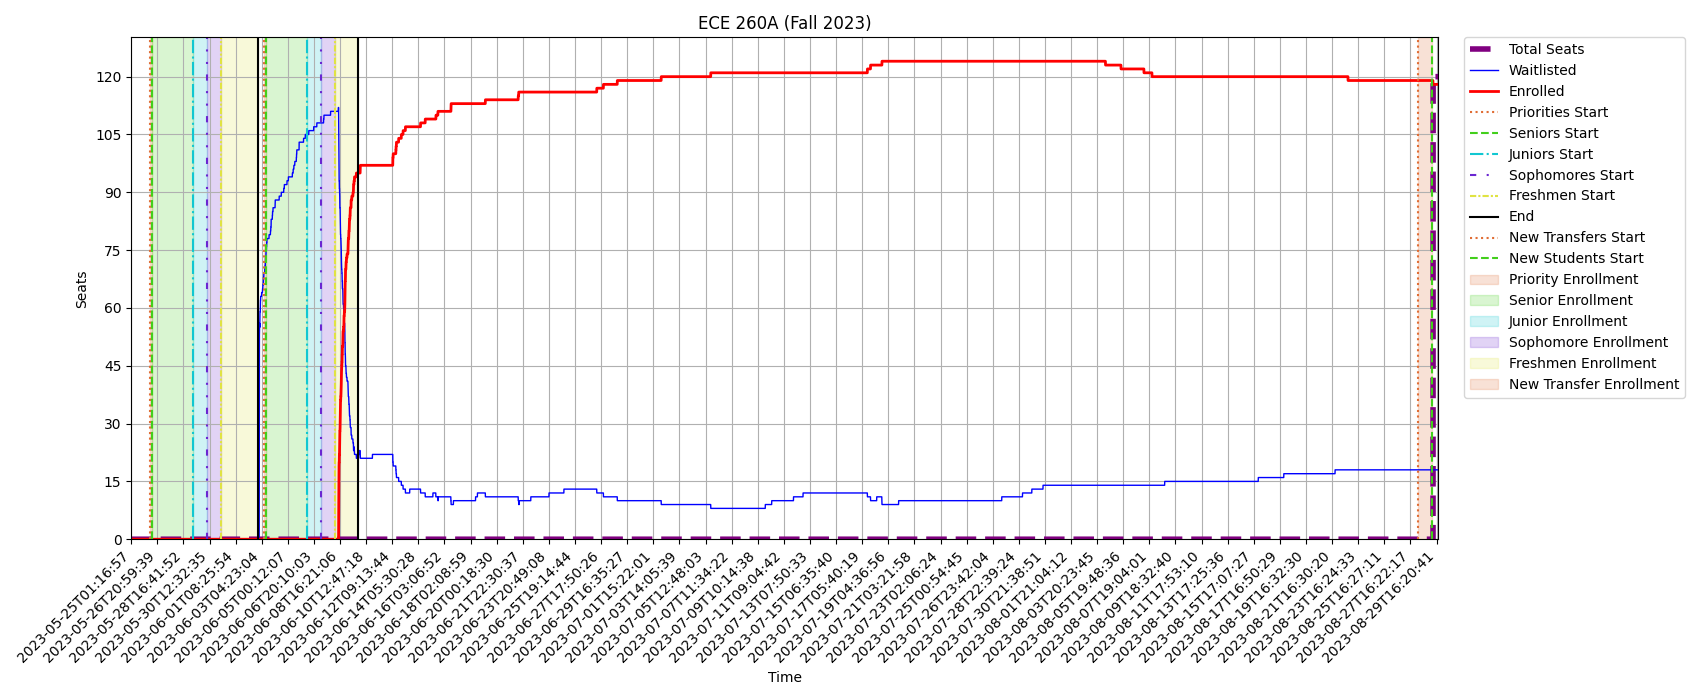 ECE 260A (Fall 2023)
Seats
120
105
90
75
60
45
30
15
0
2023-05-25T01:16:57
2023-05-26T20:59:39
2023-05-28T16:41:52
2023-05-30T12:32:35
2023-06-01T08:25:54
2023-06-03T04:23:04
2023-06-05T00:12:07
2023-06-06T20:10:03
2023-06-08T16:21:06
2023-06-10T12:47:18
2023-06-12T09:13:44
2023-06-14T05:30:28
2023-06-16T03:06:52
2023-06-18T02:08:59
2023-06-20T00:18:30
2023-06-21T22:30:37
2023-06-23T20:49:08
2023-06-25T19:14:44
2023-06-27T17:50:26
2023-06-29T16:35:27
2023-07-01T15:22:01
2023-07-03T14:05:39
2023-07-05T12:48:03
2023-07-07T11:34:22
2023-07-09T10:14:38
2023-07-11T09:04:42
2023-07-13T07:50:33
2023-07-15T06:35:40
2023-07-17T05:40:19
2023-07-19T04:36:56
2023-07-21T03:21:58
2023-07-23T02:06:24
2023-07-25T00:54:45
2023-07-26T23:42:04
2023-07-28T22:39:24
2023-07-30T21:38:51
2023-08-01T21:04:12
2023-08-03T20:23:45
2023-08-05T19:48:36
2023-08-07T19:04:01
2023-08-09T18:32:40
2023-08-11T17:53:10
2023-08-13T17:25:36
2023-08-15T17:07:27
2023-08-17T16:50:29
2023-08-19T16:32:30
2023-08-21T16:30:20
2023-08-23T16:24:33
2023-08-25T16:27:11
2023-08-27T16:22:17
2023-08-29T16:20:41
Time
Total Seats
Waitlisted
Enrolled
Priorities Start
Seniors Start
Juniors Start
Sophomores Start
Freshmen Start
End
New Transfers Start
New Students Start
Priority Enrollment
Senior Enrollment
Junior Enrollment
Sophomore Enrollment
Freshmen Enrollment
New Transfer Enrollment